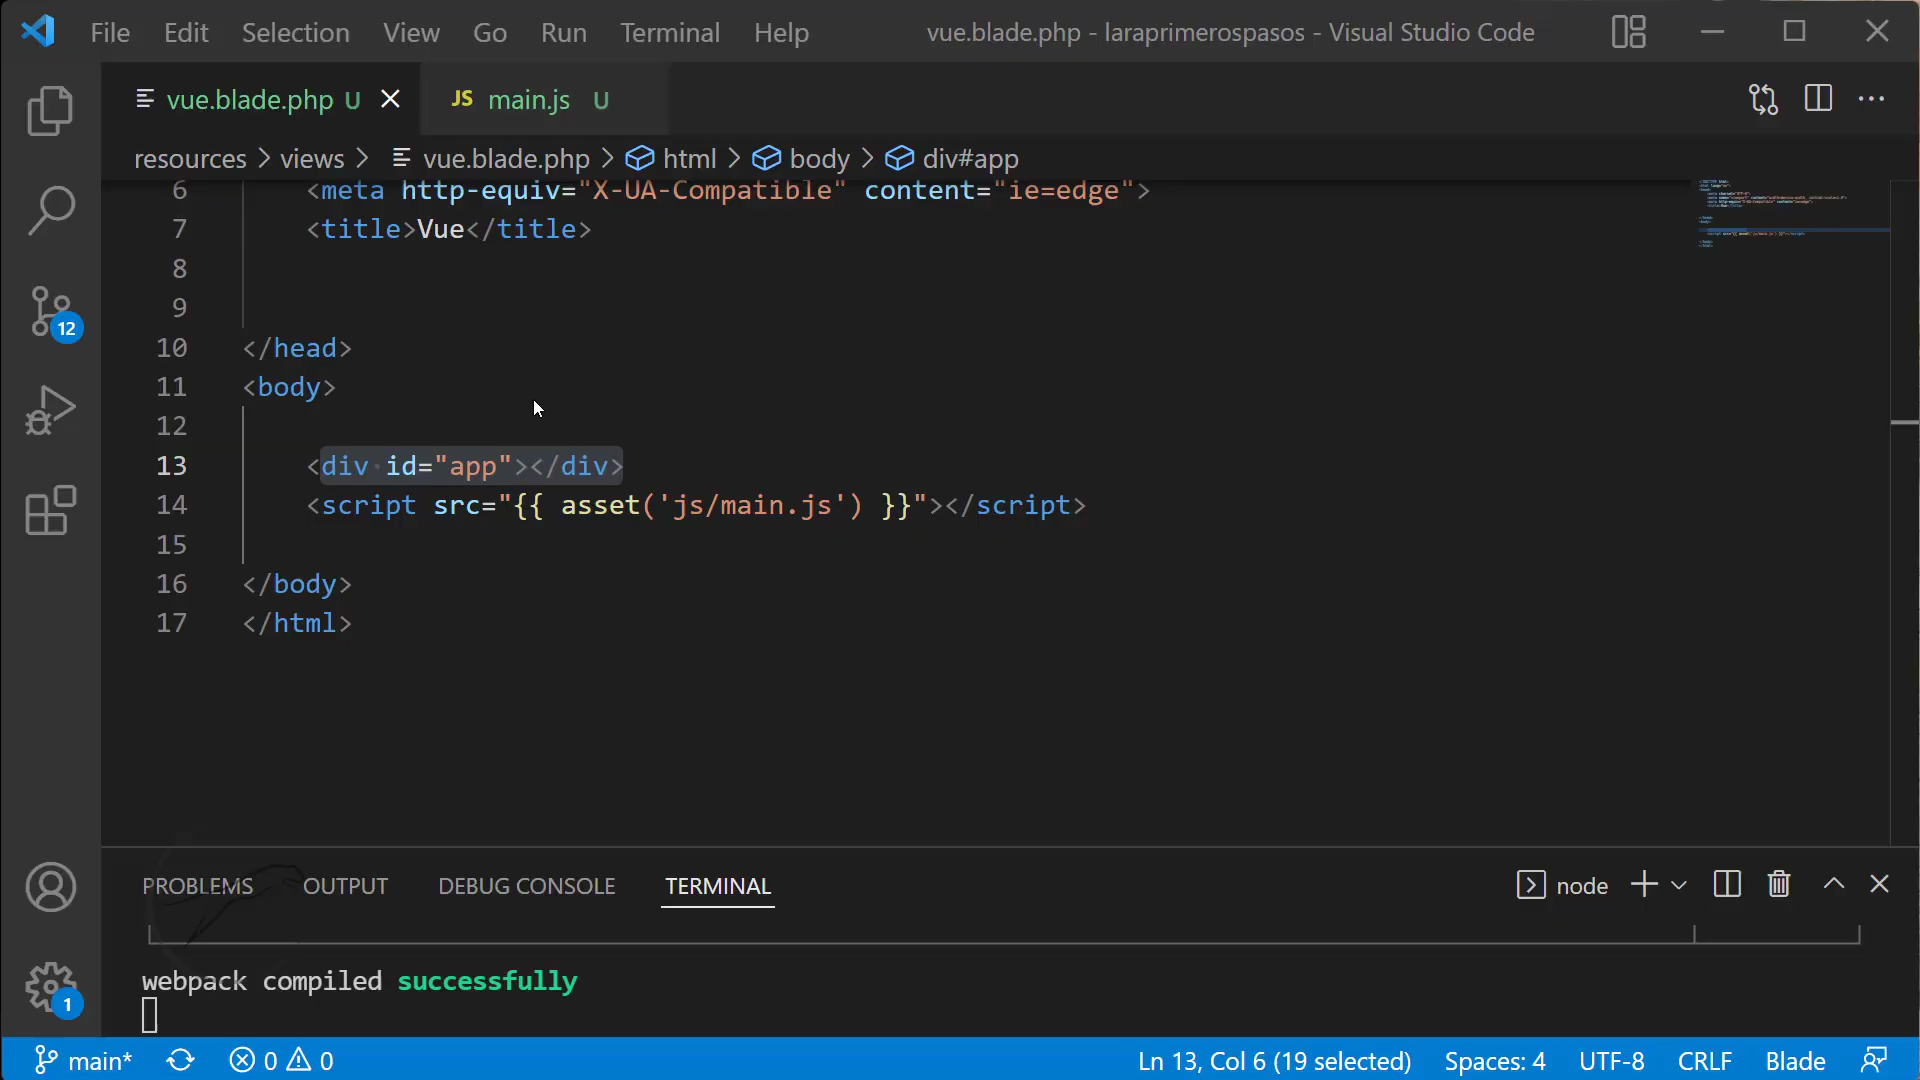 File Edit Selection View Go Run Terminal Help vue.blade.php - laraprimerospasos - Visual Studio Code
vue.blade.php U JS main.js U
resources > views > vue.blade.php > html > body > div#app
6 <meta http-equiv="X-UA-Compatible" content="ie=edge">
7 <title>Vue</title>
8
9
10 </head>
11 <body>
12
13 <div id="app"></div>
14 <script src="{{ asset('js/main.js') }}"></script>
15
16 </body>
17 </html>
12
PROBLEMS OUTPUT DEBUG CONSOLE TERMINAL node
webpack compiled successfully
1
main* 0 0 Ln 13, Col 6 (19 selected) Spaces: 4 UTF-8 CRLF Blade